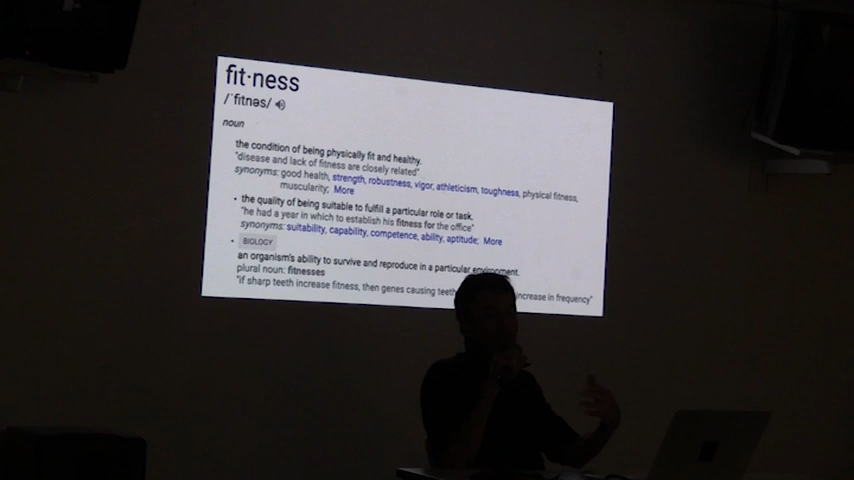 fit·ness
/ˈfitnəs/
noun
the condition of being physically fit and healthy.
"disease and lack of fitness are closely related"
synonyms: good health, strength, robustness, vigor, athleticism, toughness, physical fitness,
muscularity; More
• the quality of being suitable to fulfill a particular role or task.
"he had a year in which to establish his fitness for the office"
synonyms: suitability, capability, competence, ability, aptitude; More
• BIOLOGY
an organism's ability to survive and reproduce in a particular environment.
plural noun: fitnesses
"if sharp teeth increase fitness, then genes causing teeth increase in frequency"